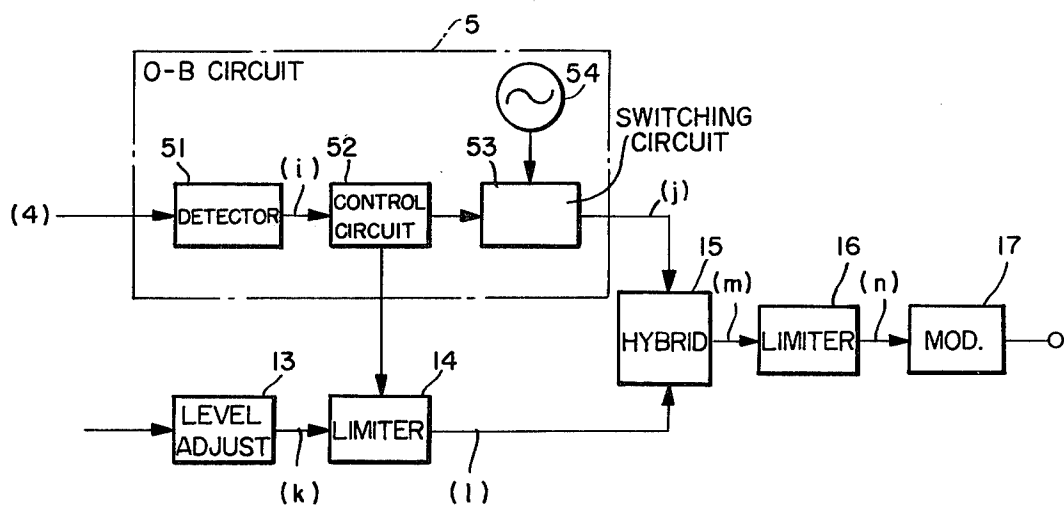 5
O-B CIRCUIT
54
SWITCHING
CIRCUIT
51
(i)
52
53
(4)
DETECTOR
CONTROL
CIRCUIT
(j)
15
(m)
16
(n)
17
HYBRID
LIMITER
MOD.
13
14
LEVEL
ADJUST
LIMITER
(k)
(l)